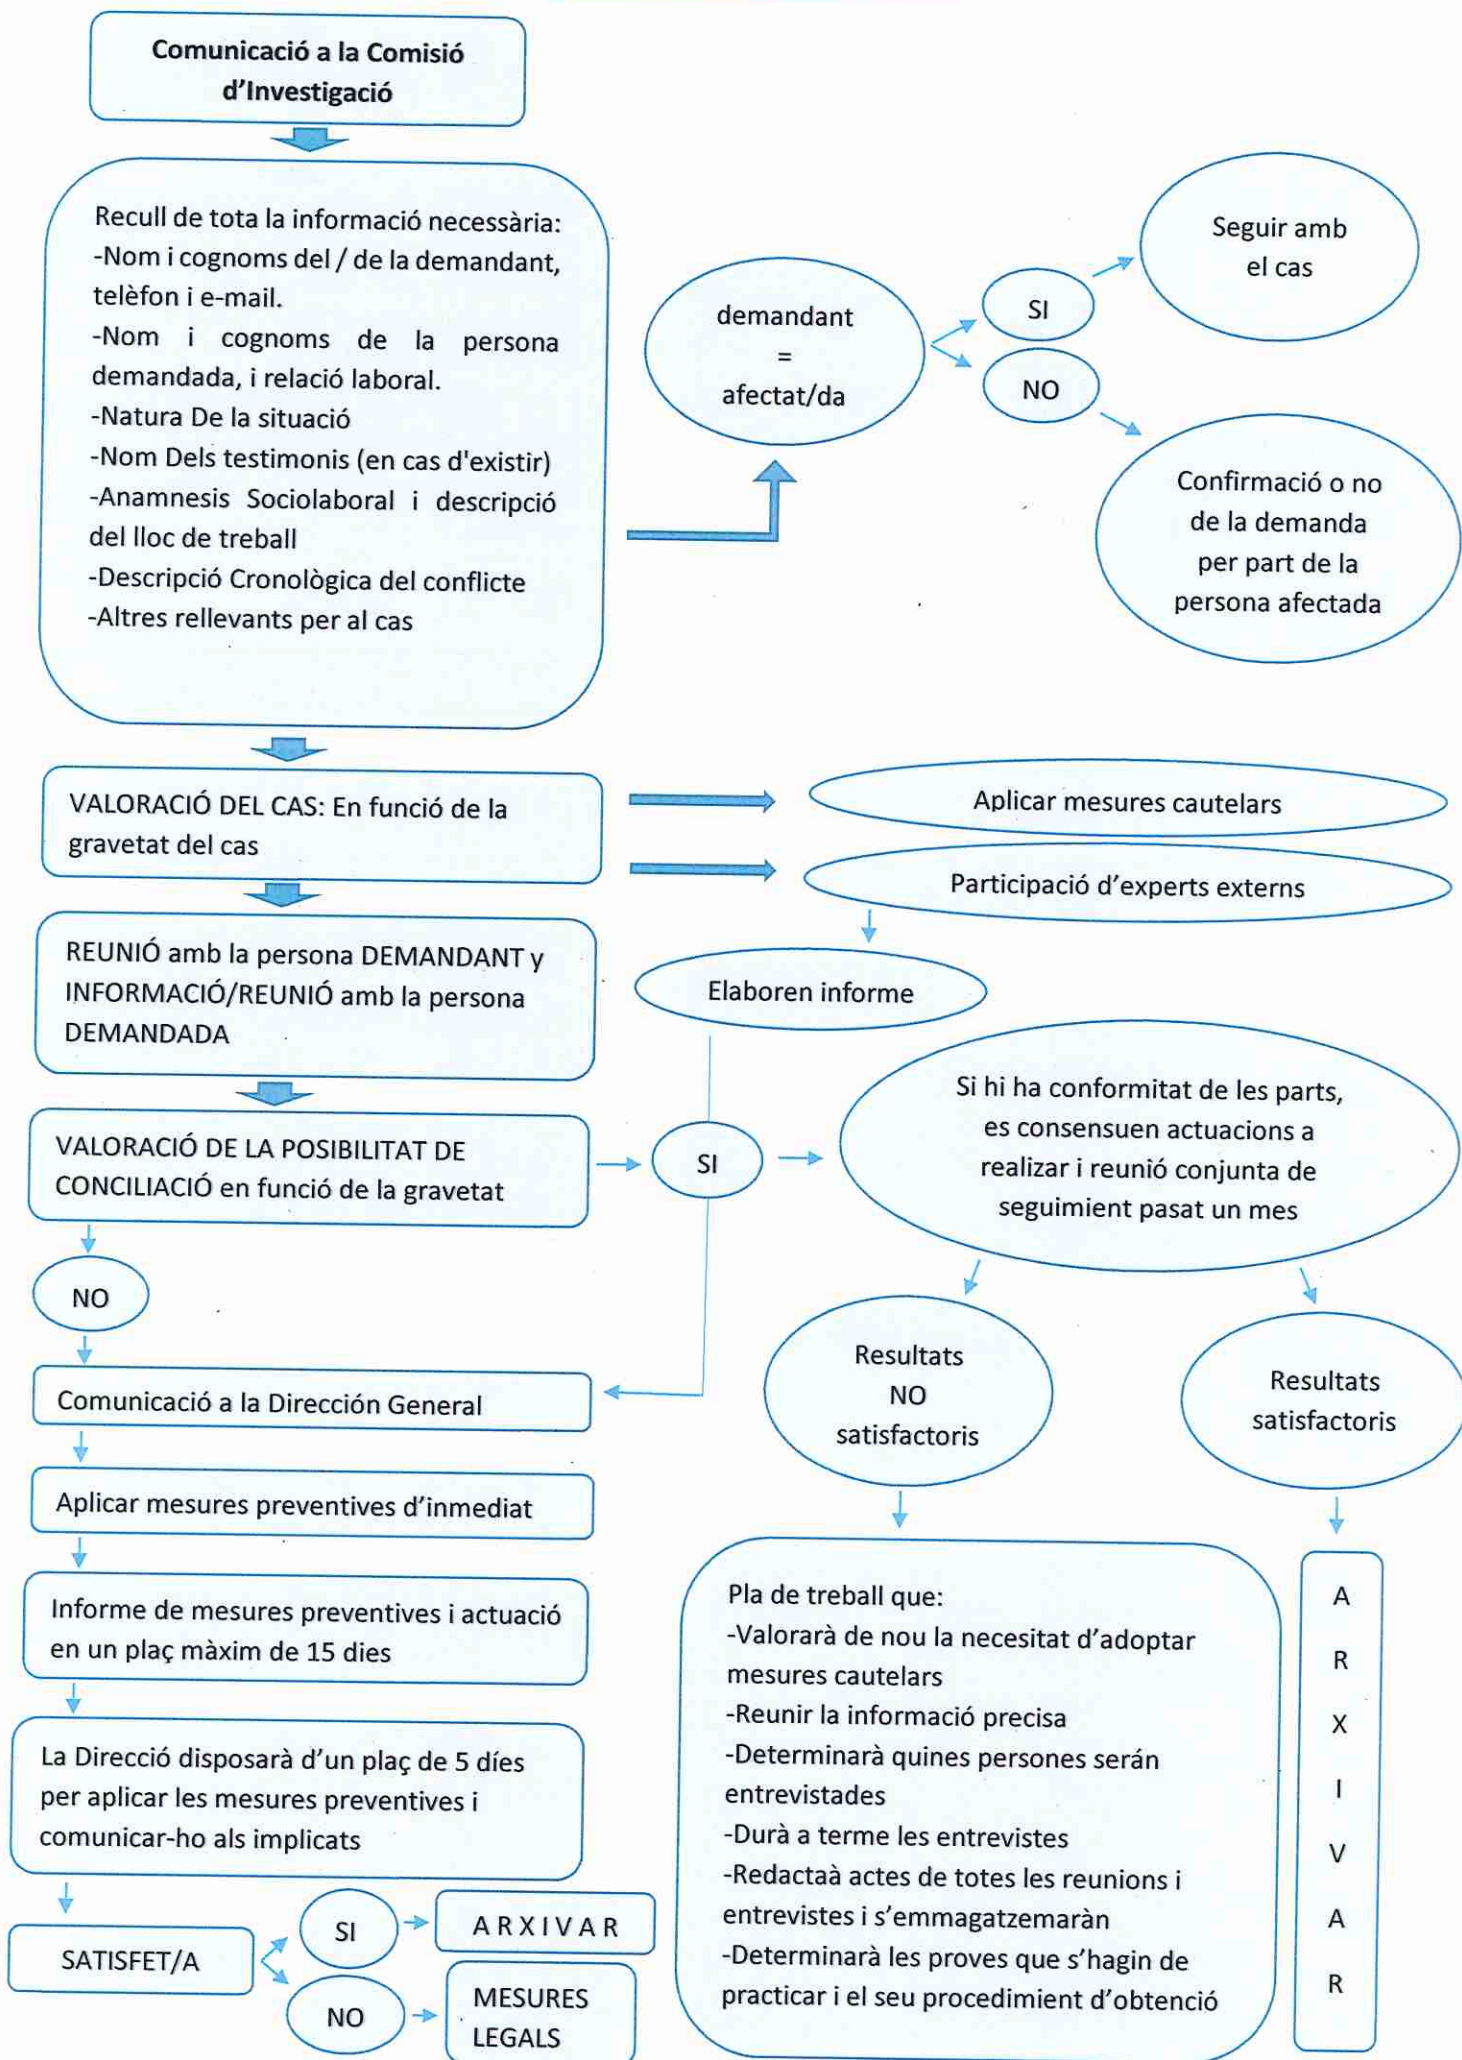 Comunicació a la Comisió
d'Investigació
Recull de tota la informació necessària:
-Nom i cognoms del / de la demandant,
telèfon i e-mail.
-Nom i cognoms de la persona
demandada, i relació laboral.
-Natura De la situació
-Nom Dels testimonis (en cas d'existir)
-Anamnesis Sociolaboral i descripció
del lloc de treball
-Descripció Cronològica del conflicte
-Altres rellevants per al cas
demandant
=
afectat/da
SI
NO
Seguir amb
el cas
Confirmació o no
de la demanda
per part de la
persona afectada
VALORACIÓ DEL CAS: En funció de la
gravetat del cas
Aplicar mesures cautelars
Participació d'experts externs
Elaboren informe
REUNIÓ amb la persona DEMANDANT y
INFORMACIÓ/REUNIÓ amb la persona
DEMANDADA
VALORACIÓ DE LA POSIBILITAT DE
CONCILIACIÓ en funció de la gravetat
SI
Si hi ha conformitat de les parts,
es consensuen actuacions a
realizar i reunió conjunta de
seguimient pasat un mes
NO
Comunicació a la Dirección General
Aplicar mesures preventives d'inmediat
Informe de mesures preventives i actuació
en un plaç màxim de 15 dies
La Direcció disposarà d'un plaç de 5 díes
per aplicar les mesures preventives i
comunicar-ho als implicats
SATISFET/A
SI
A R X I V A R
NO
MESURES
LEGALS
Resultats
NO
satisfactoris
Resultats
satisfactoris
Pla de treball que:
-Valorarà de nou la necesitat d'adoptar
mesures cautelars
-Reunir la informació precisa
-Determinarà quines persones serán
entrevistades
-Durà a terme les entrevistes
-Redactaà actes de totes les reunions i
entrevistes i s'emmagatzemaràn
-Determinarà les proves que s'hagin de
practicar i el seu procedimient d'obtenció
A
R
X
I
V
A
R